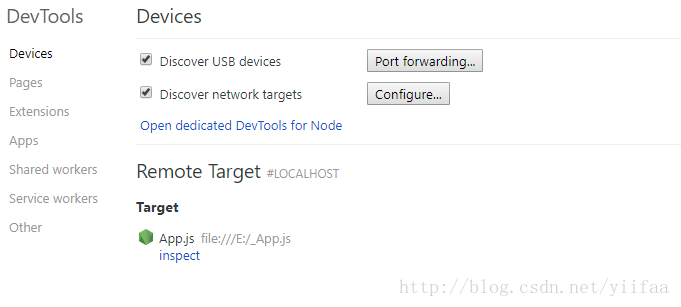 DevTools
Devices
Pages
Extensions
Apps
Shared workers
Service workers
Other
Devices
Discover USB devices
Port forwarding...
Discover network targets
Configure...
Open dedicated DevTools for Node
Remote Target #LOCALHOST
Target
App.js file:///E:/_App.js
inspect
http://blog.csdn.net/yiifaa